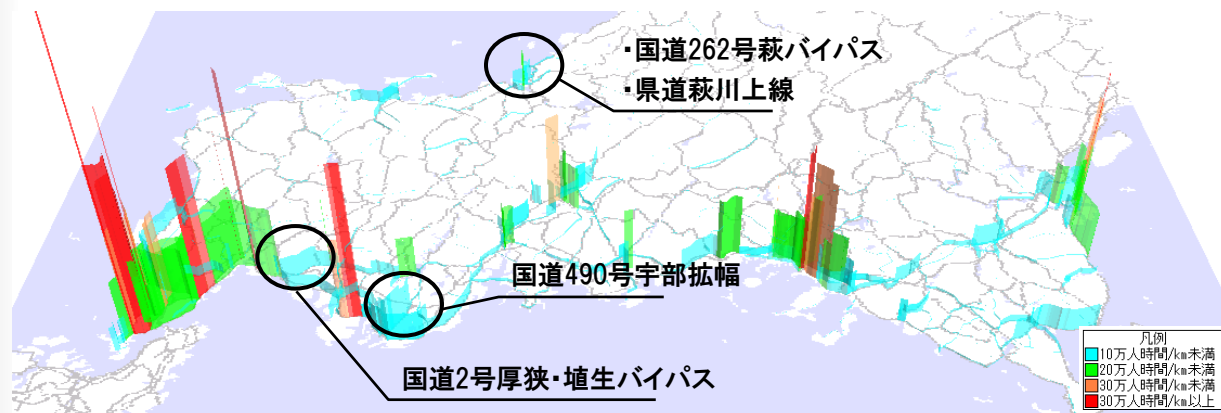 ・国道262号萩バイパス
・県道萩川上線
国道490号宇部拡幅
国道2号厚狭・埴生バイパス
凡例
10万人時間/km未満
20万人時間/km未満
30万人時間/km未満
30万人時間/km以上